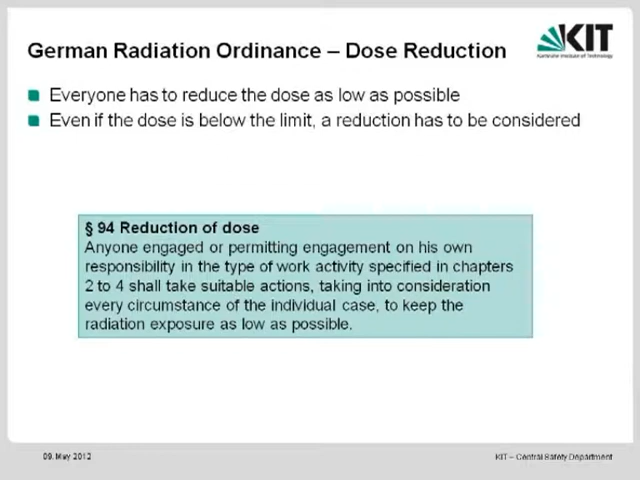 German Radiation Ordinance – Dose Reduction
KIT
Karlsruhe Institute of Technology
Everyone has to reduce the dose as low as possible
Even if the dose is below the limit, a reduction has to be considered
§ 94 Reduction of dose
Anyone engaged or permitting engagement on his own
responsibility in the type of work activity specified in chapters
2 to 4 shall take suitable actions, taking into consideration
every circumstance of the individual case, to keep the
radiation exposure as low as possible.
09. May 2012
KIT – Central Safety Department